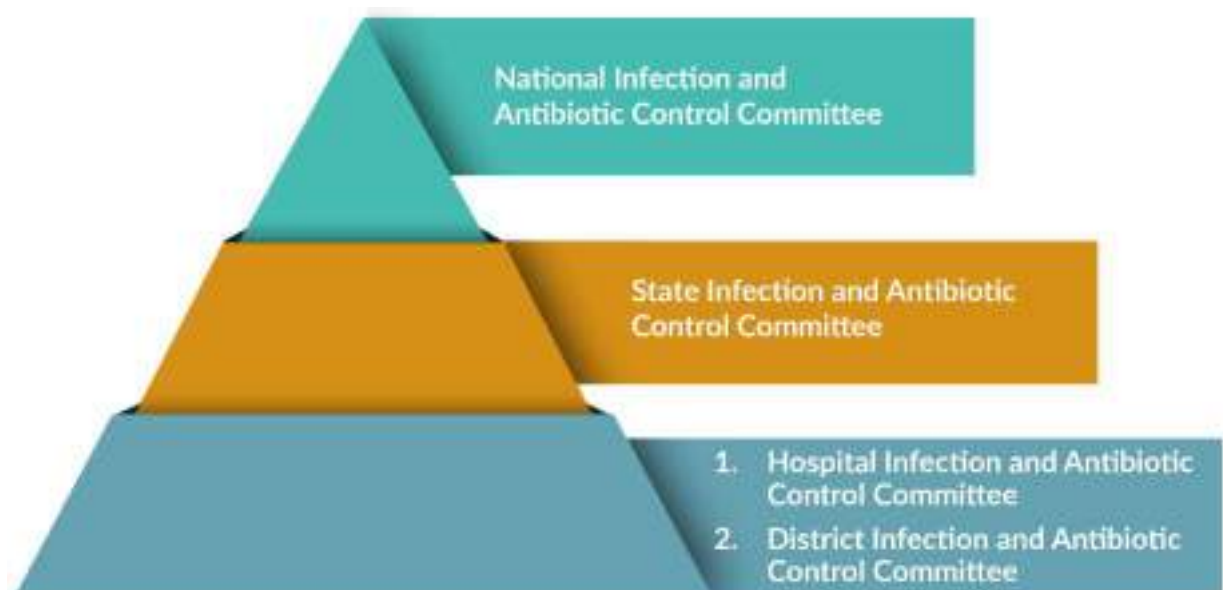 National Infection and
Antibiotic Control Committee
State Infection and Antibiotic
Control Committee
1. Hospital Infection and Antibiotic
Control Committee
2. District Infection and Antibiotic
Control Committee